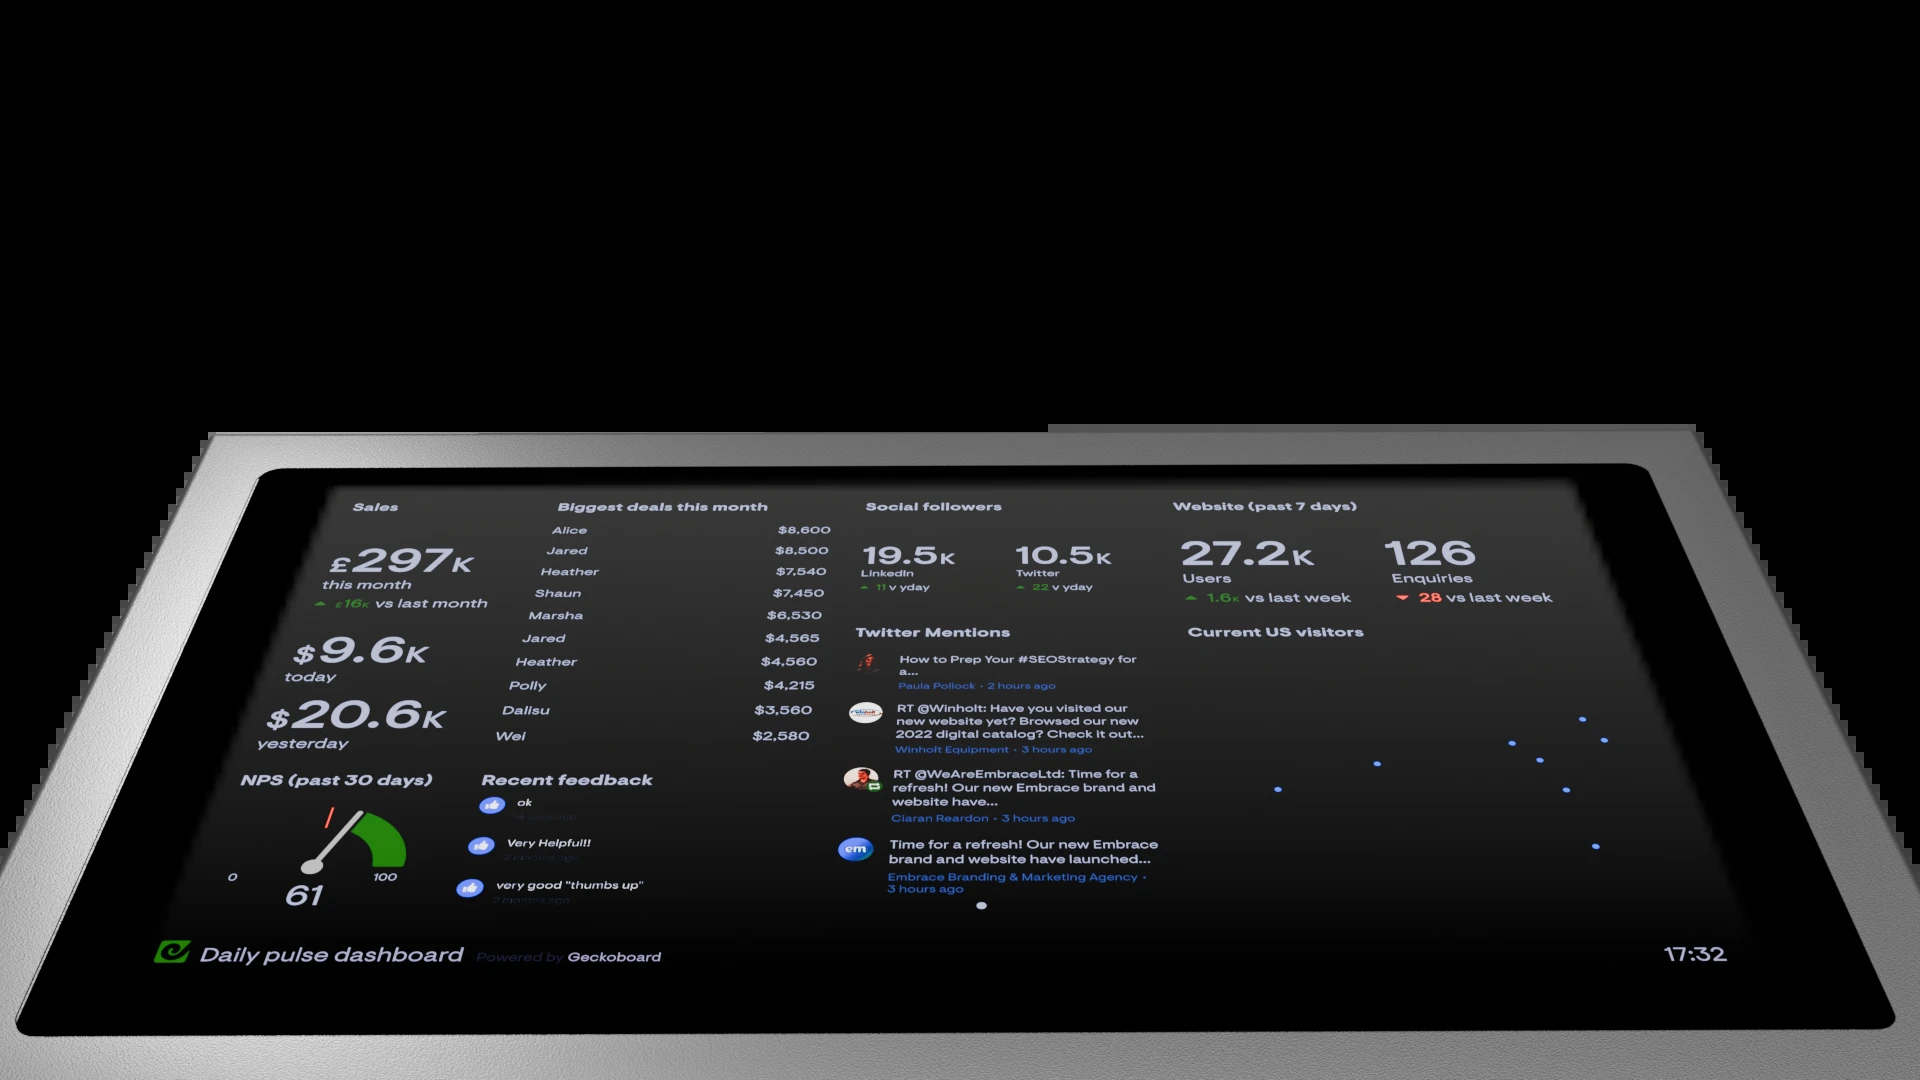 Sales
£297K
this month
£16K vs last month
$9.6K
today
$20.6K
yesterday
Biggest deals this month
Alice $8,600
Jared $8,500
Heather $7,540
Shaun $7,450
Marsha $6,530
Jared $4,565
Heather $4,560
Polly $4,215
Dalisu $3,560
Wei $2,580
Social followers
19.5K
LinkedIn
11 v yday
10.5K
Twitter
22 v yday
Website (past 7 days)
27.2K
Users
1.6K vs last week
126
Enquiries
28 vs last week
Twitter Mentions
How to Prep Your #SEOStrategy for
a...
Paula Pollock · 2 hours ago
RT @Winholt: Have you visited our
new website yet? Browsed our new
2022 digital catalog? Check it out...
Winholt Equipment · 3 hours ago
RT @WeAreEmbraceLtd: Time for a
refresh! Our new Embrace brand and
website have...
Ciaran Reardon · 3 hours ago
em
Time for a refresh! Our new Embrace
brand and website have launched...
Embrace Branding & Marketing Agency ·
3 hours ago
Current US visitors
NPS (past 30 days)
0
100
61
Recent feedback
ok
Very Helpful!!
2 months ago
very good "thumbs up"
2 months ago
Daily pulse dashboard Powered by Geckoboard
17:32